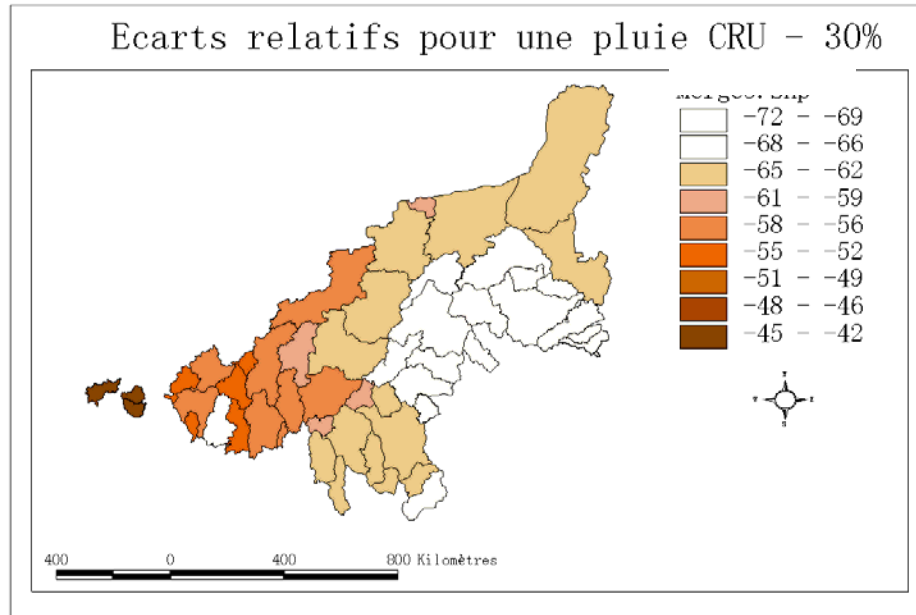 Ecarts relatifs pour une pluie CRU - 30%
-72 - -69
-68 - -66
-65 - -62
-61 - -59
-58 - -56
-55 - -52
-51 - -49
-48 - -46
-45 - -42
400 0 400 800 Kilomètres